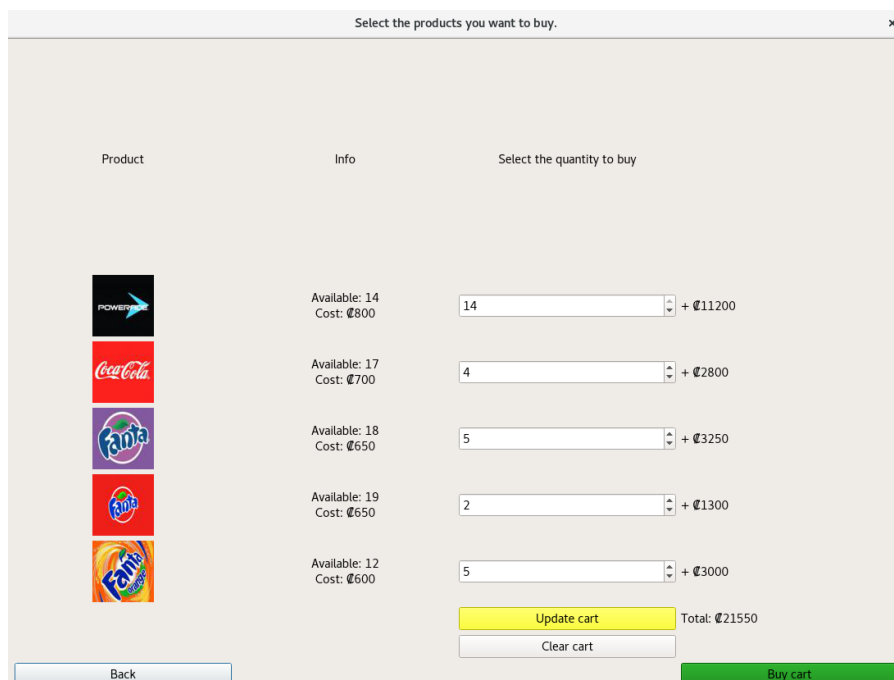 Select the products you want to buy.
×
Product
Info
Select the quantity to buy
POWERADE
Available: 14
Cost: ₡800
14
+ ₡11200
Coca-Cola
Available: 17
Cost: ₡700
4
+ ₡2800
Fanta
Available: 18
Cost: ₡650
5
+ ₡3250
Fanta
Available: 19
Cost: ₡650
2
+ ₡1300
Fanta
orange
Available: 12
Cost: ₡600
5
+ ₡3000
Update cart
Total: ₡21550
Clear cart
Back
Buy cart